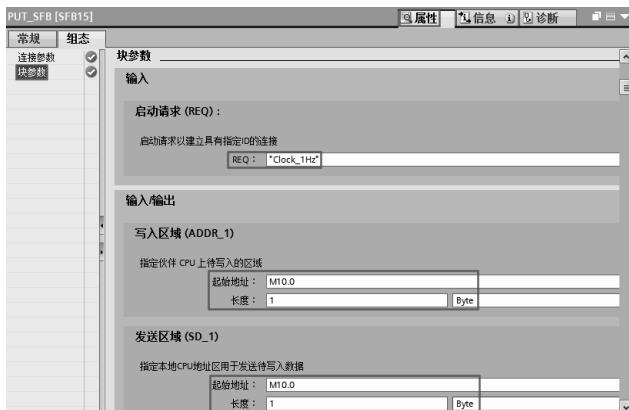 PUT_SFB [SFB15]
属性 信息 诊断
常规 组态
连接参数
块参数
块参数
输入
启动请求 (REQ) :
启动请求以建立具有指定ID的连接
REQ : "Clock_1Hz"
输入/输出
写入区域 (ADDR_1)
指定伙伴 CPU 上待写入的区域
起始地址 : M10.0
长度 : 1 Byte
发送区域 (SD_1)
指定本地CPU地址区用于发送待写入数据
起始地址 : M10.0
长度 : 1 Byte